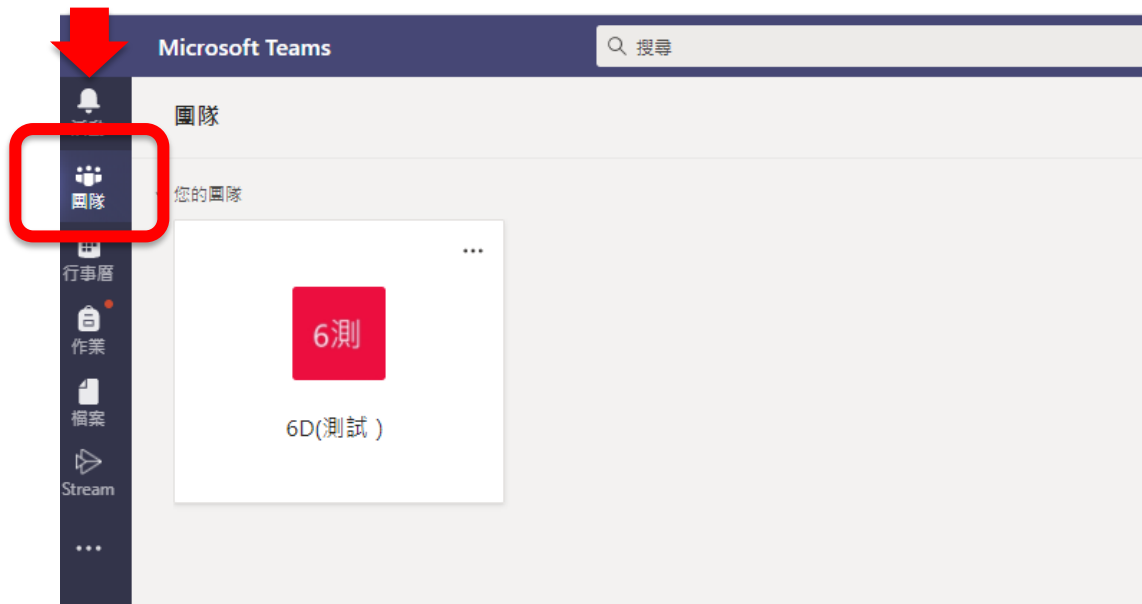 Microsoft Teams
搜尋
團隊
團隊
您的團隊
行事曆
作業
6測
檔案
6D(測試 )
Stream